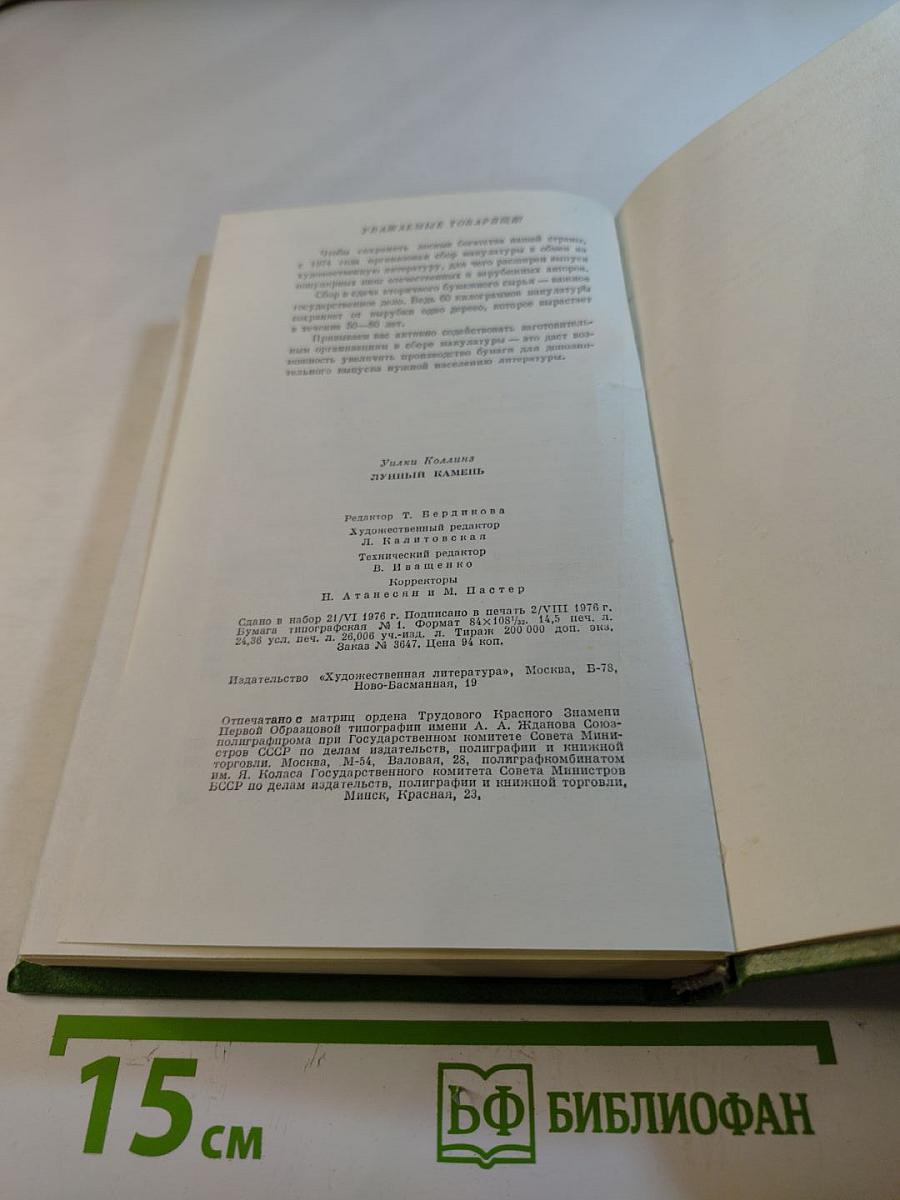 УВАЖАЕМЫЕ ТОВАРИЩИ!
Чтобы сохранить лесные богатства нашей страны,
с 1974 года организован сбор макулатуры в обмен на
художественную литературу, для чего расширен выпуск
популярных книг отечественных и зарубежных авторов.
Сбор и сдача вторичного бумажного сырья — важное
государственное дело. Ведь 60 килограммов макулатуры
сохраняет от вырубки одно дерево, которое вырастает
в течение 50—80 лет.
Призываем вас активно содействовать заготовитель-
ным организациям в сборе макулатуры — это даст воз-
можность увеличить производство бумаги для дополни-
тельного выпуска нужной населению литературы.
Уилки Коллинз
ЛУННЫЙ КАМЕНЬ
Редактор Т. Бердикова
Художественный редактор
Л. Калитовская
Технический редактор
В. Иващенко
Корректоры
Н. Атанесян и М. Пастер
Сдано в набор 21/VI 1976 г. Подписано в печать 2/VIII 1976 г.
Бумага типографская № 1. Формат 84×108¹/₃₂. 14,5 печ. л.
24,36 усл. печ. л. 26,006 уч.-изд. л. Тираж 200 000 доп. экз.
Заказ № 3647. Цена 94 коп.
Издательство «Художественная литература», Москва, Б-78,
Ново-Басманная, 19
Отпечатано с матриц ордена Трудового Красного Знамени
Первой Образцовой типографии имени А. А. Жданова Союз-
полиграфпрома при Государственном комитете Совета Мини-
стров СССР по делам издательств, полиграфии и книжной
торговли. Москва, М-54, Валовая, 28, полиграфкомбинатом
им. Я. Коласа Государственного комитета Совета Министров
БССР по делам издательств, полиграфии и книжной торговли,
Минск, Красная, 23.
15 см
БФ БИБЛИОФАН